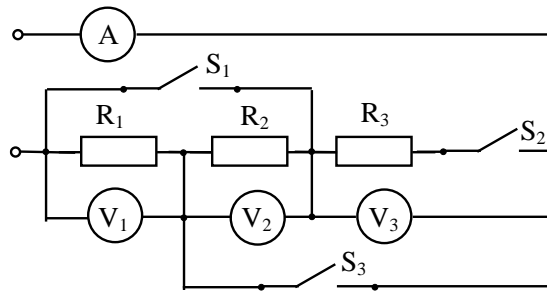 A
S₁
R₁ R₂ R₃
S₂
V₁ V₂ V₃
S₃